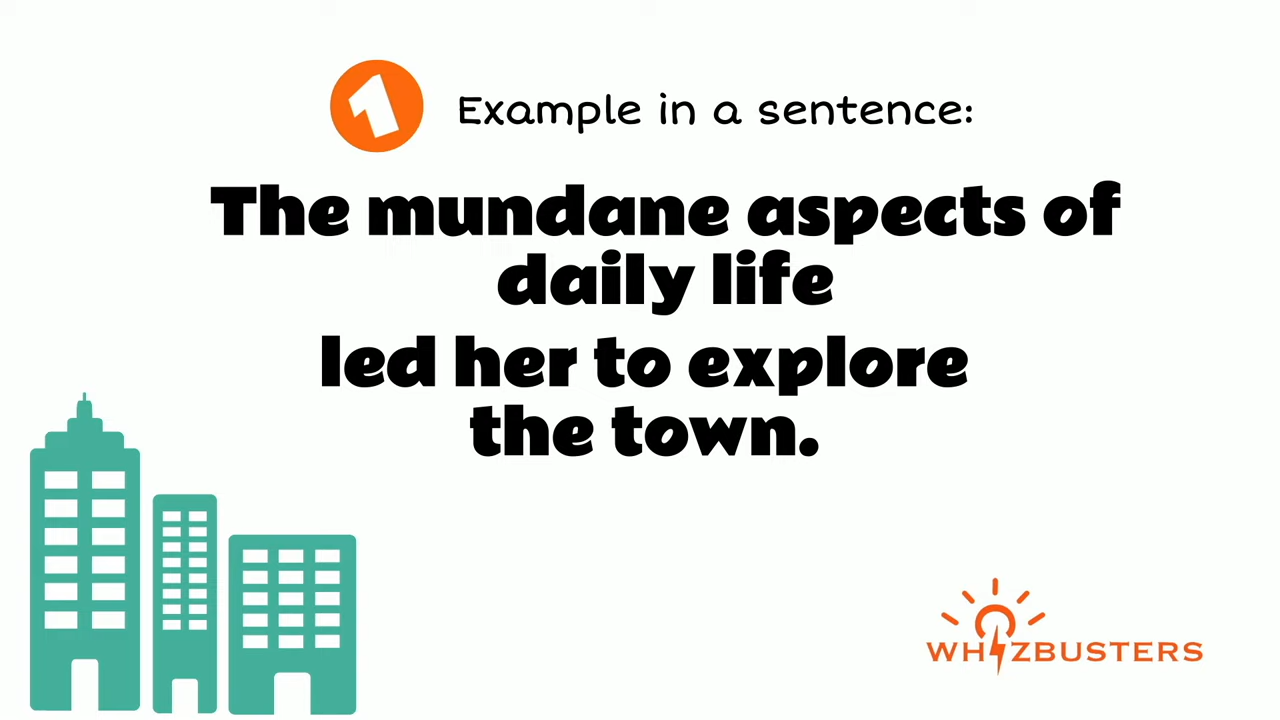 1 Example in a sentence:
The mundane aspects of
daily life
led her to explore
the town.
WHIZBUSTERS